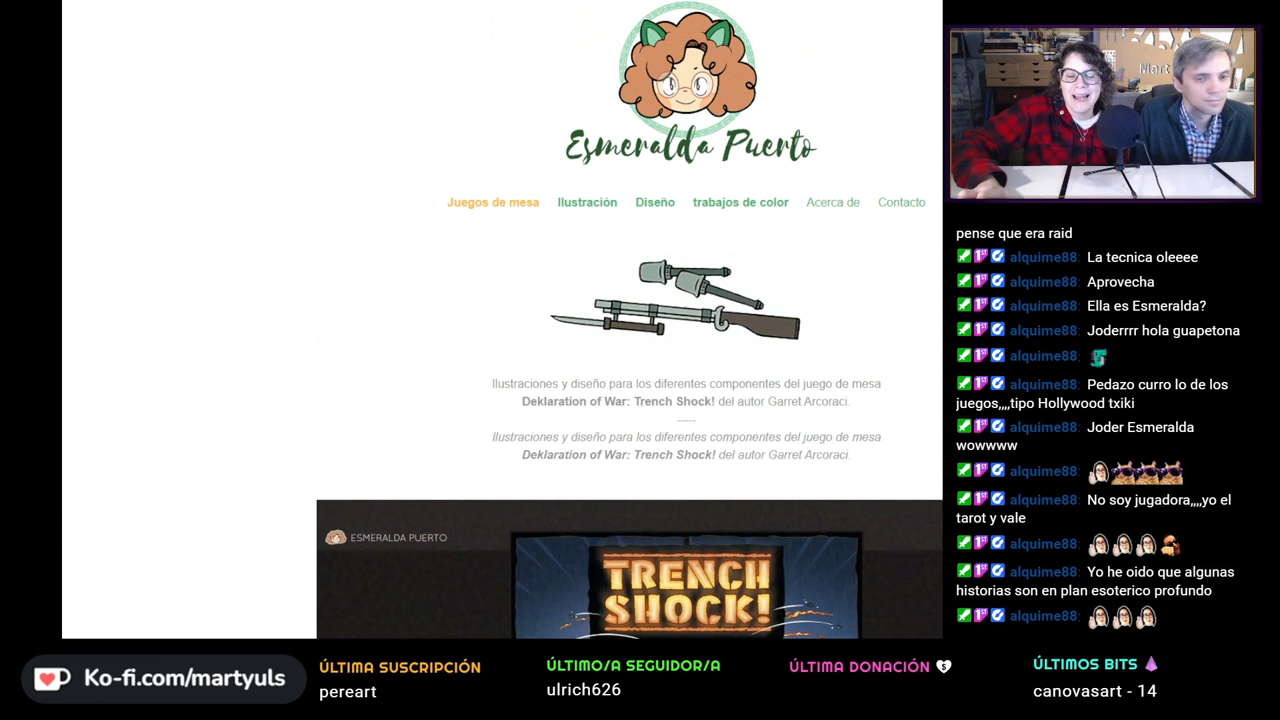 Esmeralda Puerto
Juegos de mesa Ilustración Diseño trabajos de color Acerca de Contacto
Ilustraciones y diseño para los diferentes componentes del juego de mesa
Deklaration of War: Trench Shock! del autor Garret Arcoraci.
-----
Ilustraciones y diseño para los diferentes componentes del juego de mesa
Deklaration of War: Trench Shock! del autor Garret Arcoraci.
ESMERALDA PUERTO
TRENCH
SHOCK!
Mart
pense que era raid
alquime88: La tecnica oleeee
alquime88: Aprovecha
alquime88: Ella es Esmeralda?
alquime88: Joderrrr hola guapetona
alquime88:
alquime88: Pedazo curro lo de los
juegos,,,,tipo Hollywood txiki
alquime88: Joder Esmeralda
wowwww
alquime88:
alquime88: No soy jugadora,,,,yo el
tarot y vale
alquime88:
alquime88: Yo he oido que algunas
historias son en plan esoterico profundo
alquime88:
Ko-fi.com/martyuls
ÚLTIMA SUSCRIPCIÓN
pereart
ÚLTIMO/A SEGUIDOR/A
ulrich626
ÚLTIMA DONACIÓN
ÚLTIMOS BITS
canovasart - 14